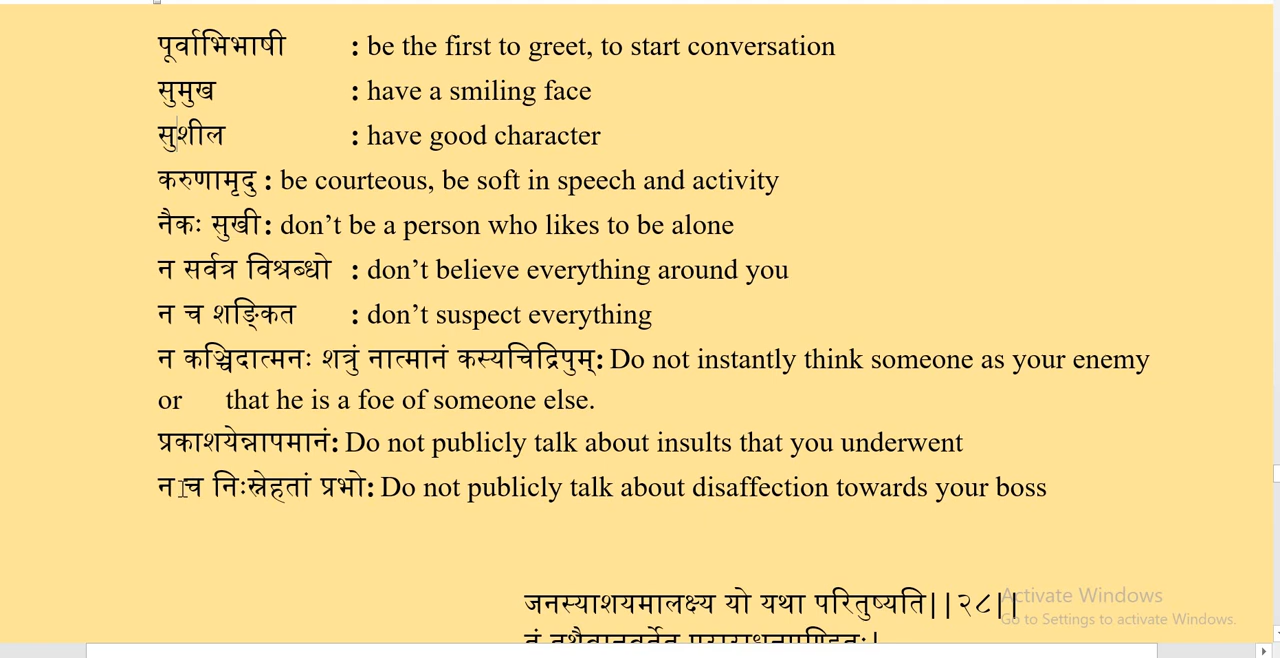 पूर्वाभिभाषी : be the first to greet, to start conversation
सुमुख : have a smiling face
सुशील : have good character
करुणामृदु : be courteous, be soft in speech and activity
नैकः सुखी: don’t be a person who likes to be alone
न सर्वत्र विश्रब्धो : don’t believe everything around you
न च शङ्कित : don’t suspect everything
न कञ्चिदात्मनः शत्रुं नात्मानं कस्यचिद्रिपुम्: Do not instantly think someone as your enemy
or that he is a foe of someone else.
प्रकाशयेन्नापमानं: Do not publicly talk about insults that you underwent
न च निःस्नेहतां प्रभो: Do not publicly talk about disaffection towards your boss
जनस्याशयमालक्ष्य यो यथा परितुष्यति||२८||
Activate Windows
Go to Settings to activate Windows.